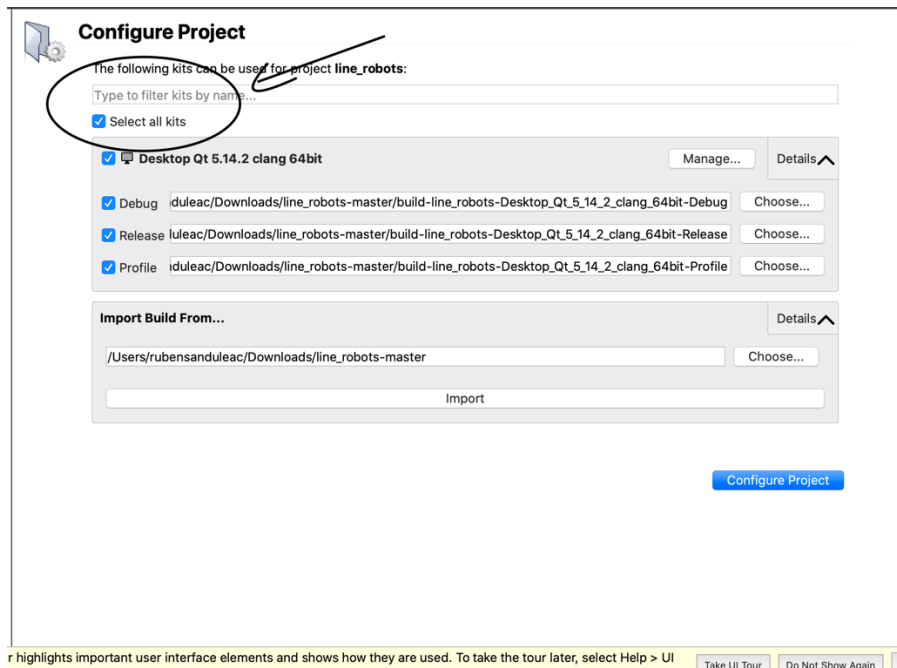 Configure Project
The following kits can be used for project line_robots:
Type to filter kits by name...
Select all kits
Desktop Qt 5.14.2 clang 64bit
Manage...
Details
Debug
duleac/Downloads/line_robots-master/build-line_robots-Desktop_Qt_5_14_2_clang_64bit-Debug
Choose...
Release
luleac/Downloads/line_robots-master/build-line_robots-Desktop_Qt_5_14_2_clang_64bit-Release
Choose...
Profile
duleac/Downloads/line_robots-master/build-line_robots-Desktop_Qt_5_14_2_clang_64bit-Profile
Choose...
Import Build From...
Details
/Users/rubensanduleac/Downloads/line_robots-master
Choose...
Import
Configure Project
r highlights important user interface elements and shows how they are used. To take the tour later, select Help > UI
Take UI Tour
Do Not Show Again